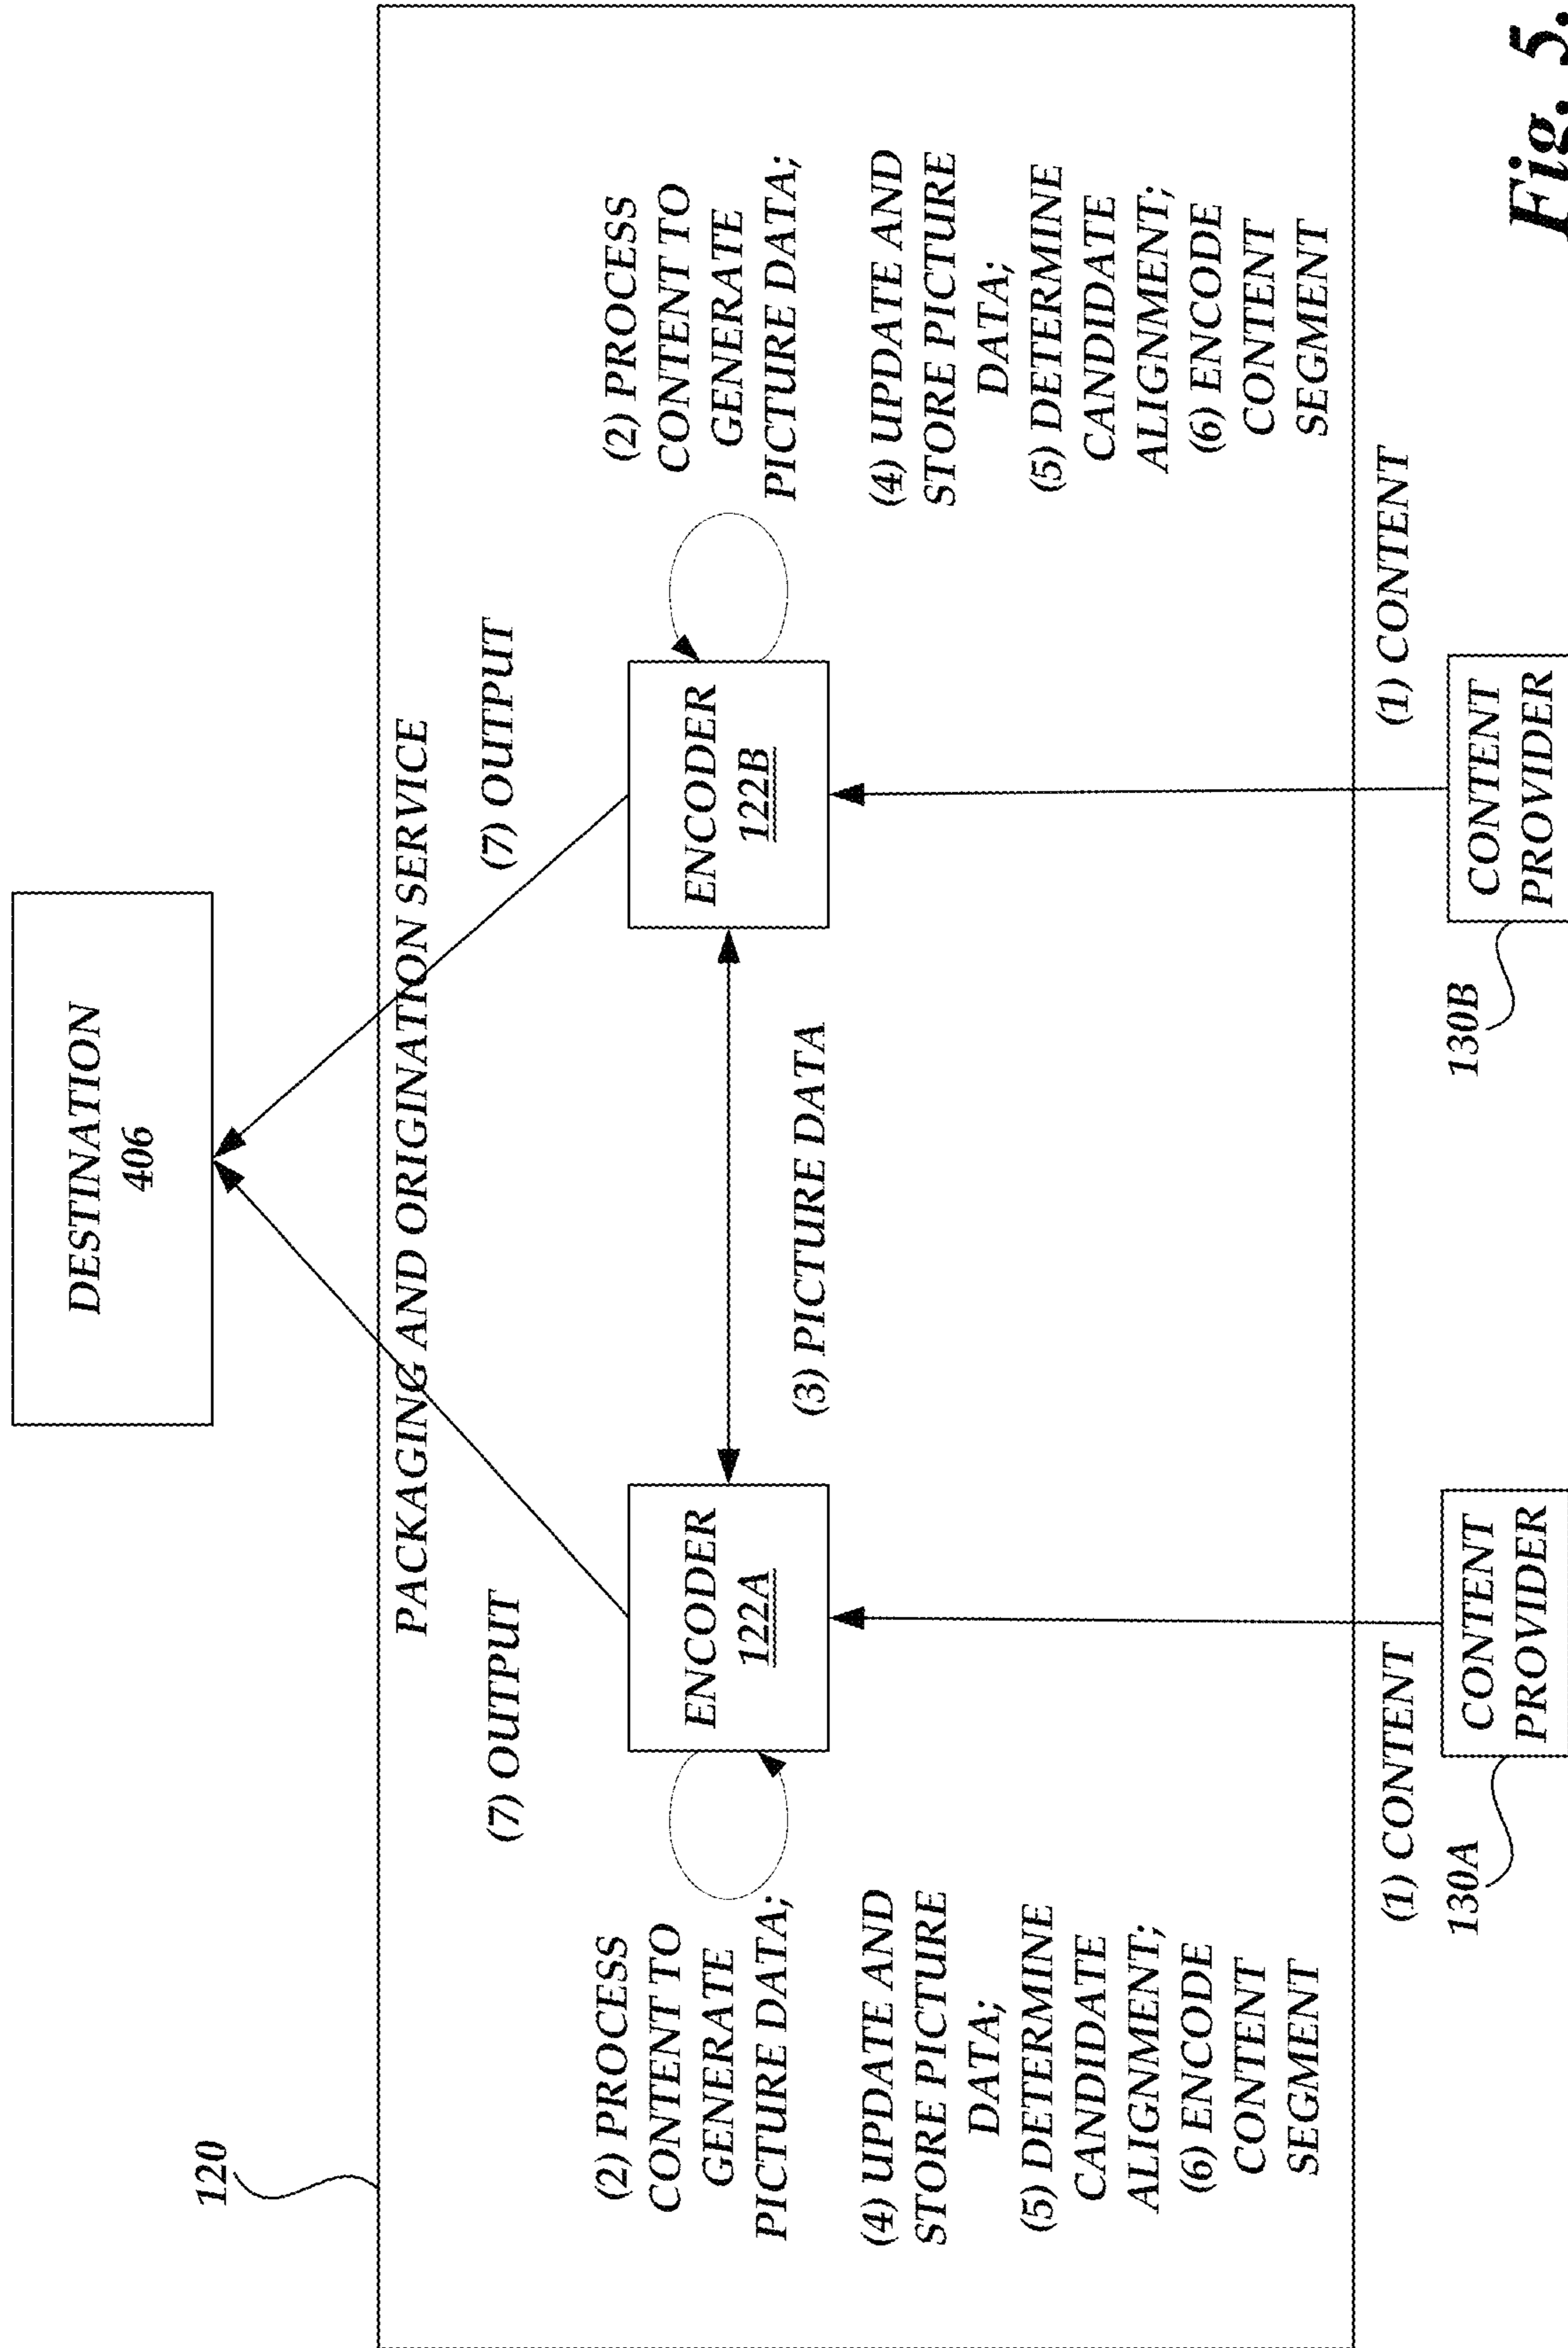 DESTINATION
406
120
PACKAGING AND ORIGINATION SERVICE
(7) OUTPUT
(7) OUTPUT
(2) PROCESS
CONTENT TO
GENERATE
PICTURE DATA;
ENCODER
122A
ENCODER
122B
(2) PROCESS
CONTENT TO
GENERATE
PICTURE DATA;
(3) PICTURE DATA
(4) UPDATE AND
STORE PICTURE
DATA;
(5) DETERMINE
CANDIDATE
ALIGNMENT;
(6) ENCODE
CONTENT
SEGMENT
(4) UPDATE AND
STORE PICTURE
DATA;
(5) DETERMINE
CANDIDATE
ALIGNMENT;
(6) ENCODE
CONTENT
SEGMENT
(1) CONTENT
(1) CONTENT
130A
CONTENT
PROVIDER
130B
CONTENT
PROVIDER
Fig. 5.